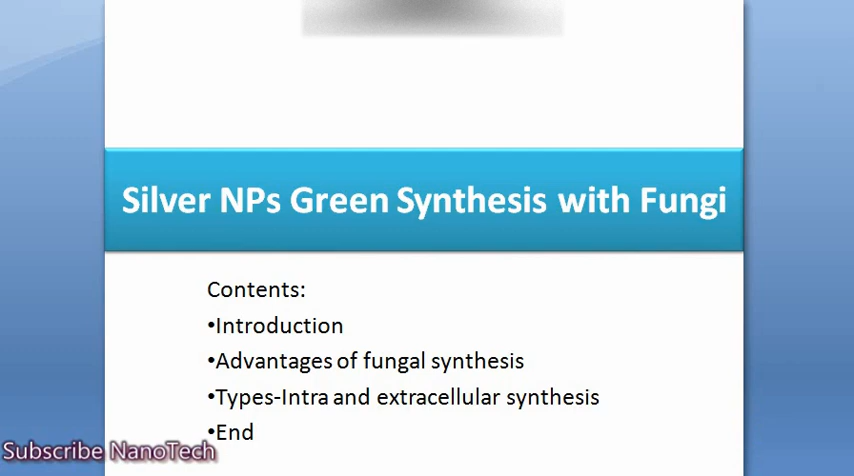 Silver NPs Green Synthesis with Fungi
Contents:
•Introduction
•Advantages of fungal synthesis
•Types-Intra and extracellular synthesis
•End
Subscribe NanoTech